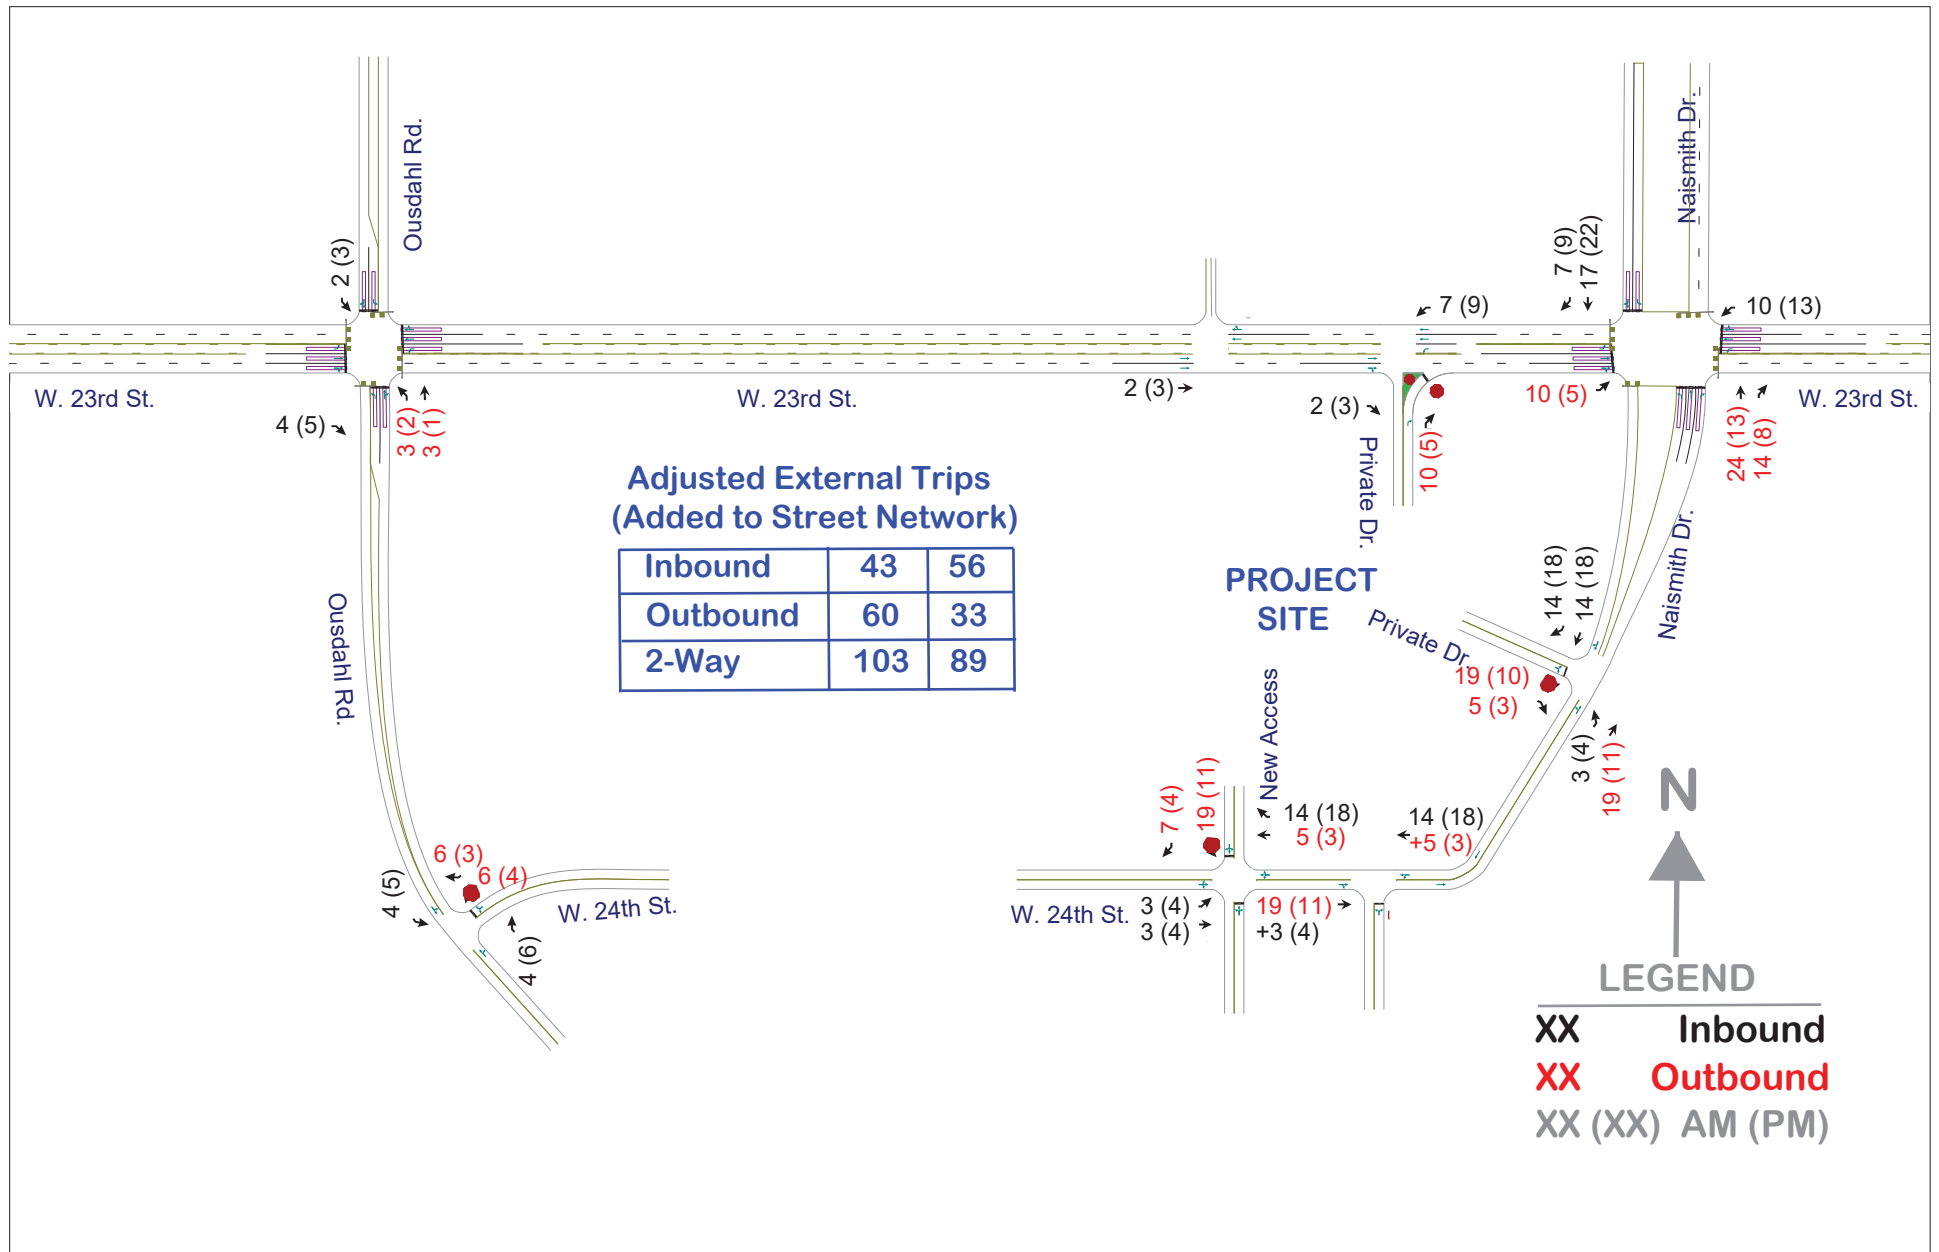 Ousdahl Rd.
2 (3)
Naismith Dr.
7 (9)
17 (22)
7 (9)
10 (13)
W. 23rd St.
4 (5)
3 (2)
3 (1)
W. 23rd St.
2 (3)
2 (3)
Private Dr.
10 (5)
10 (5)
24 (13)
14 (8)
W. 23rd St.
Adjusted External Trips
(Added to Street Network)
Inbound 43 56
Outbound 60 33
2-Way 103 89
PROJECT
SITE
Private Dr.
14 (18)
14 (18)
Naismith Dr.
19 (10)
5 (3)
3 (4)
19 (11)
Ousdahl Rd.
New Access
7 (4)
19 (11)
14 (18)
5 (3)
14 (18)
+5 (3)
6 (3)
6 (4)
4 (5)
4 (6)
W. 24th St.
W. 24th St.
3 (4)
3 (4)
19 (11)
+3 (4)
N
LEGEND
XX Inbound
XX Outbound
XX (XX) AM (PM)